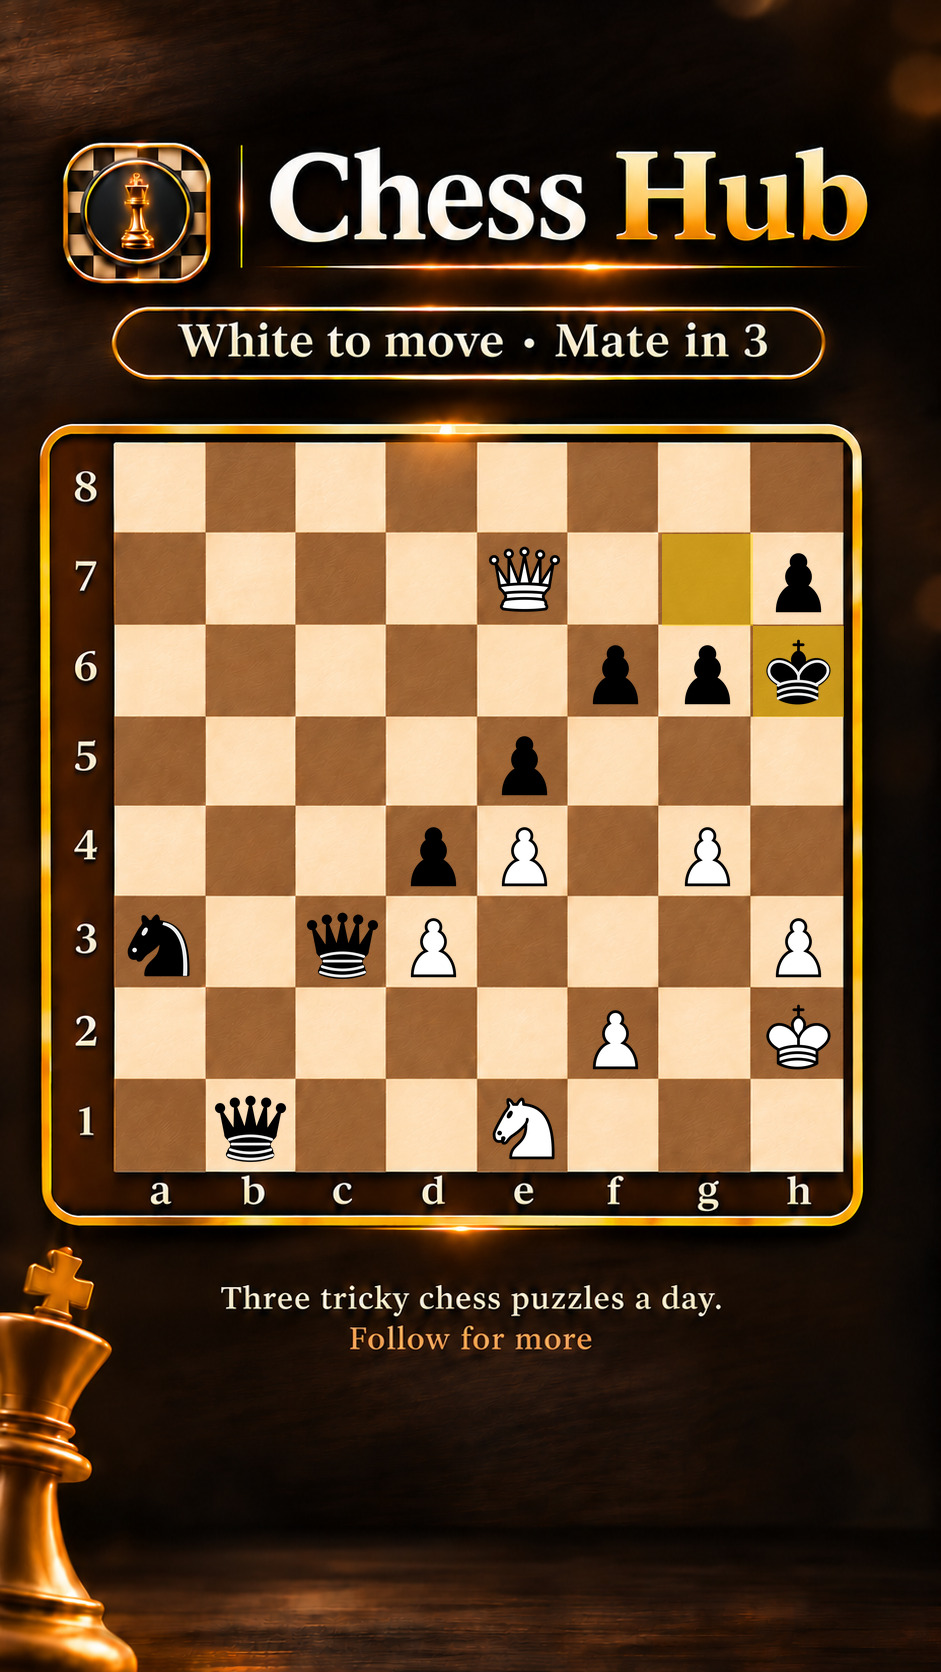 Chess Hub
White to move • Mate in 3
8
7
6
5
4
3
2
1
a b c d e f g h
Three tricky chess puzzles a day.
Follow for more